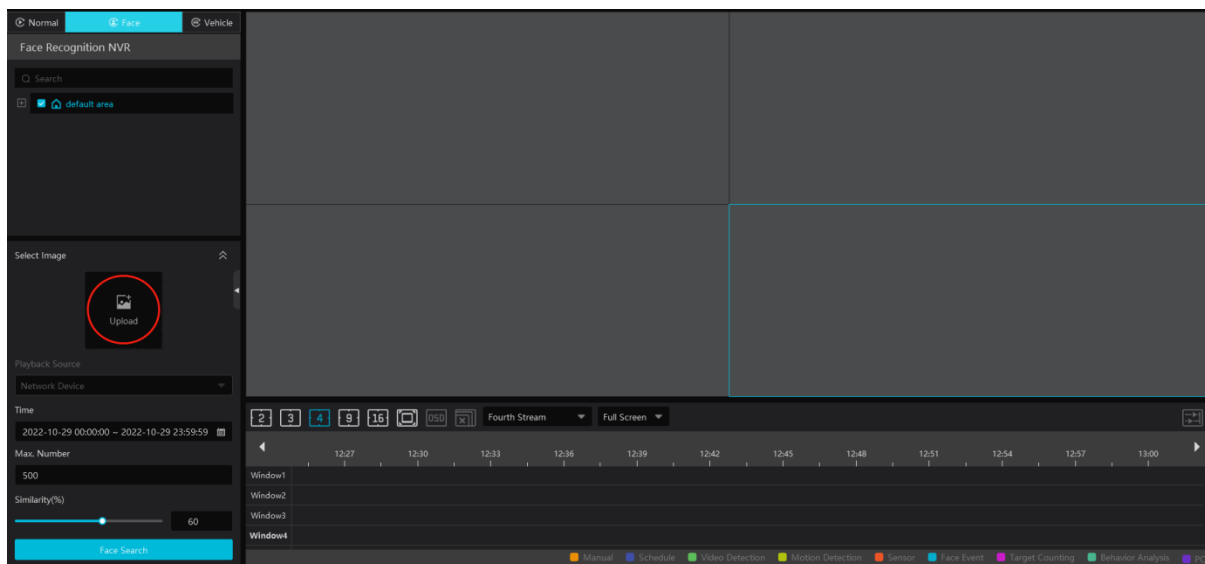 Normal Face Vehicle
Face Recognition NVR
Search
default area
Select Image
Upload
Playback Source
Network Device
Time
2022-10-29 00:00:00 ~ 2022-10-29 23:59:59
Max. Number
500
Similarity(%)
60
Face Search
2 3 4 9 16 OSD Fourth Stream Full Screen
12:27 12:30 12:33 12:36 12:39 12:42 12:45 12:48 12:51 12:54 12:57 13:00
Window1
Window2
Window3
Window4
Manual Schedule Video Detection Motion Detection Sensor Face Event Target Counting Behavior Analysis